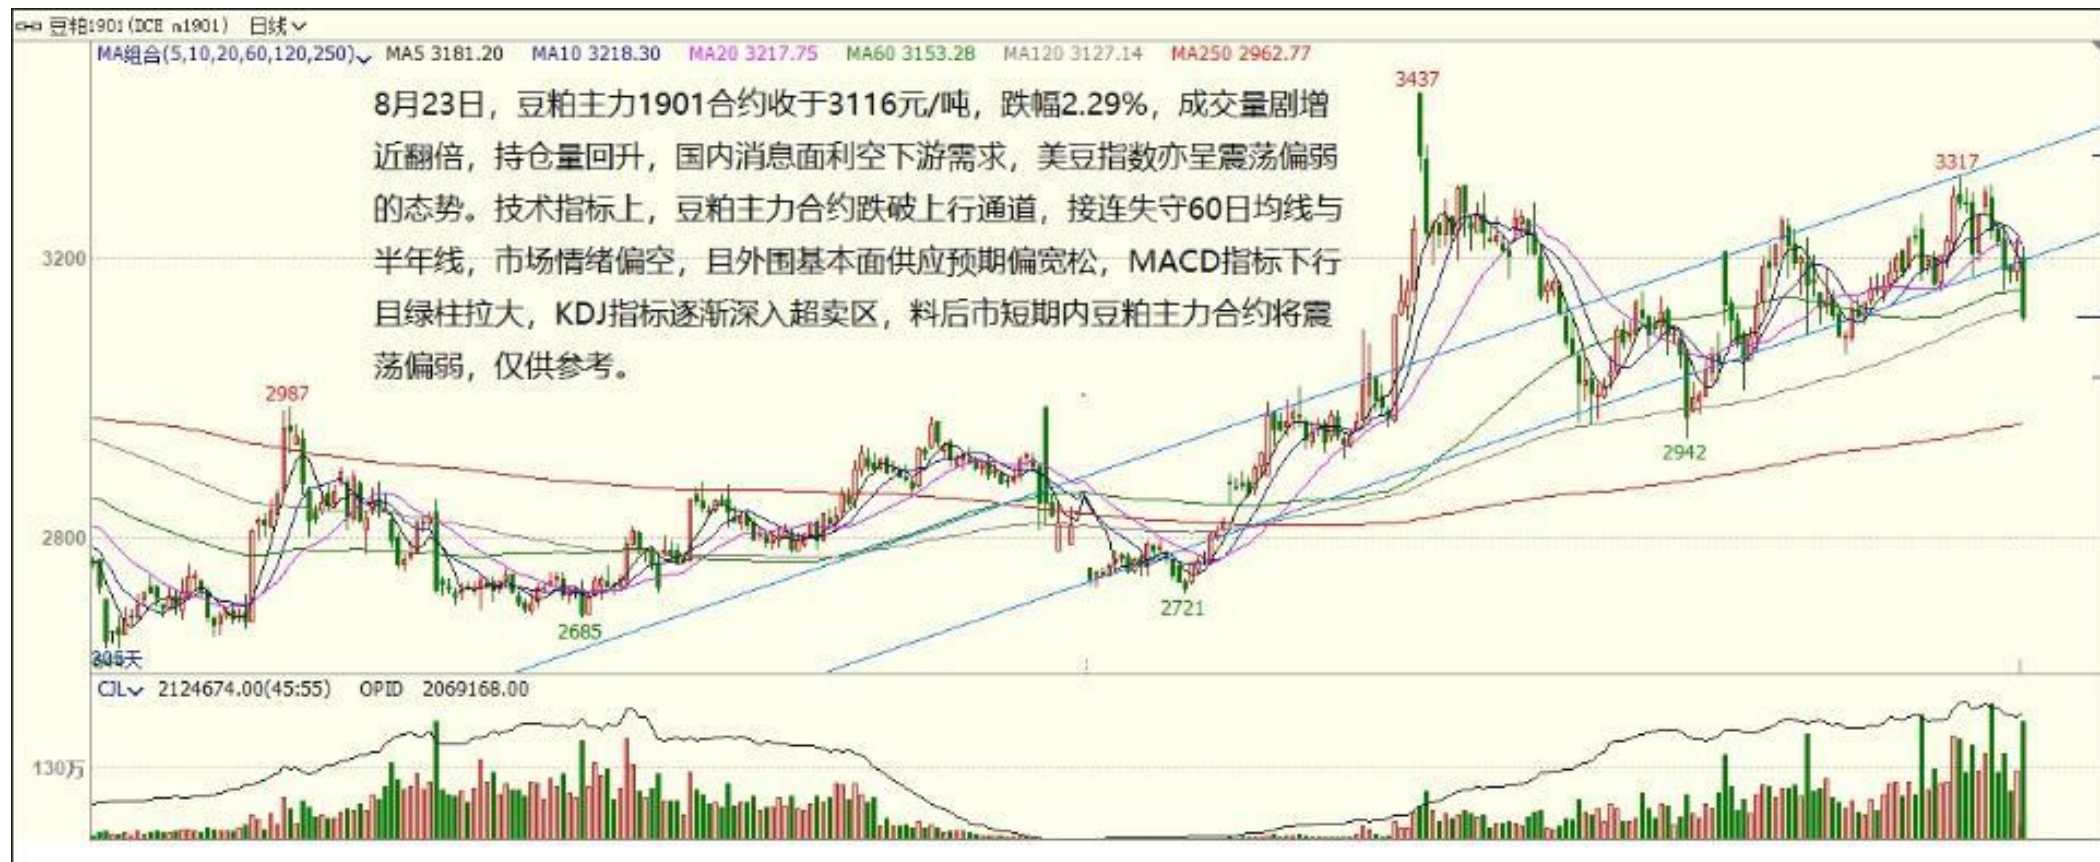 豆粕1901(DCE m1901) 日线
MA组合(5,10,20,60,120,250) MA5 3181.20 MA10 3218.30 MA20 3217.75 MA60 3153.28 MA120 3127.14 MA250 2962.77
3437
8月23日，豆粕主力1901合约收于3116元/吨，跌幅2.29%，成交量剧增
近翻倍，持仓量回升，国内消息面利空下游需求，美豆指数亦呈震荡偏弱
3317
的态势。技术指标上，豆粕主力合约跌破上行通道，接连失守60日均线与
3200
半年线，市场情绪偏空，且外围基本面供应预期偏宽松，MACD指标下行
且绿柱拉大，KDJ指标逐渐深入超卖区，料后市短期内豆粕主力合约将震
荡偏弱，仅供参考。
2987
2942
2800
2721
2685
305天
CJL 2124674.00(45:55) OPID 2069168.00
130万